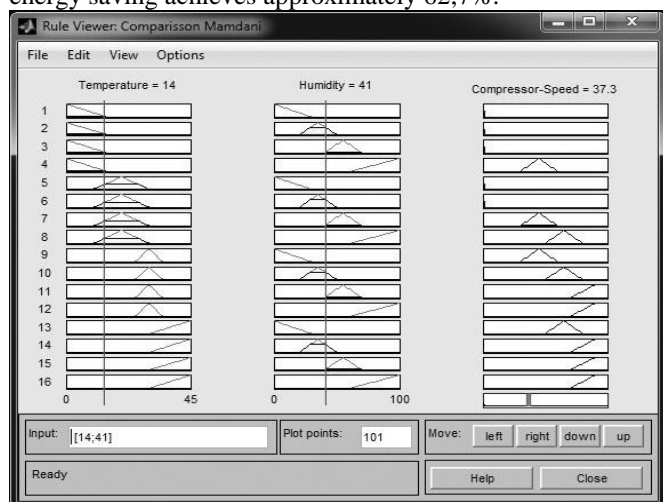 energy saving achieves approximately 82,7%.
Rule Viewer: Comparisson Mamdani
File Edit View Options
Temperature = 14 Humidity = 41 Compressor-Speed = 37.3
1
2
3
4
5
6
7
8
9
10
11
12
13
14
15
16
0 45 0 100
Input: [14;41] Plot points: 101 Move: left right down up
Ready Help Close